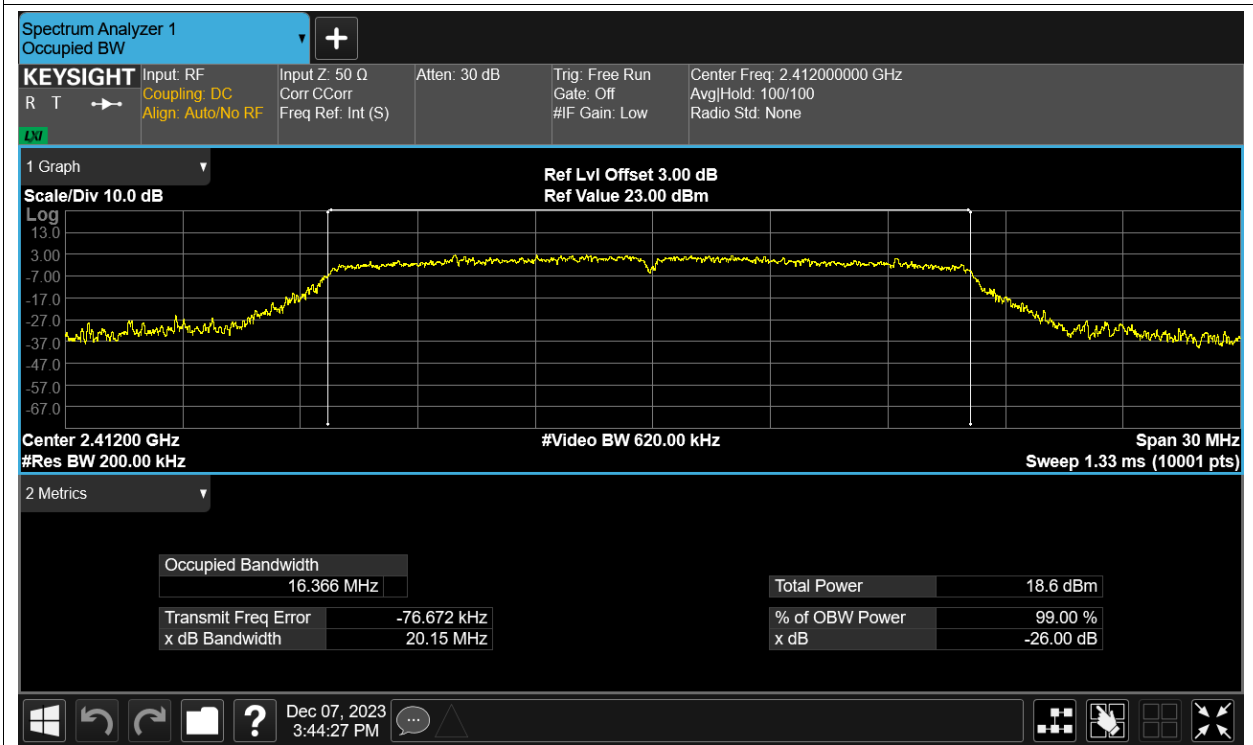 Spectrum Analyzer 1
Occupied BW
KEYSIGHT
R T
LXI
Input: RF
Coupling: DC
Align: Auto/No RF
Input Z: 50 Ω
Corr CCorr
Freq Ref: Int (S)
Atten: 30 dB
Trig: Free Run
Gate: Off
#IF Gain: Low
Center Freq: 2.412000000 GHz
Avg|Hold: 100/100
Radio Std: None
1 Graph
Scale/Div 10.0 dB
Ref Lvl Offset 3.00 dB
Ref Value 23.00 dBm
Log
13.0
3.00
-7.00
-17.0
-27.0
-37.0
-47.0
-57.0
-67.0
Center 2.41200 GHz
#Video BW 620.00 kHz
Span 30 MHz
#Res BW 200.00 kHz
Sweep 1.33 ms (10001 pts)
2 Metrics
Occupied Bandwidth
16.366 MHz
Total Power 18.6 dBm
Transmit Freq Error -76.672 kHz
% of OBW Power 99.00 %
x dB Bandwidth 20.15 MHz
x dB -26.00 dB
?
Dec 07, 2023
3:44:27 PM